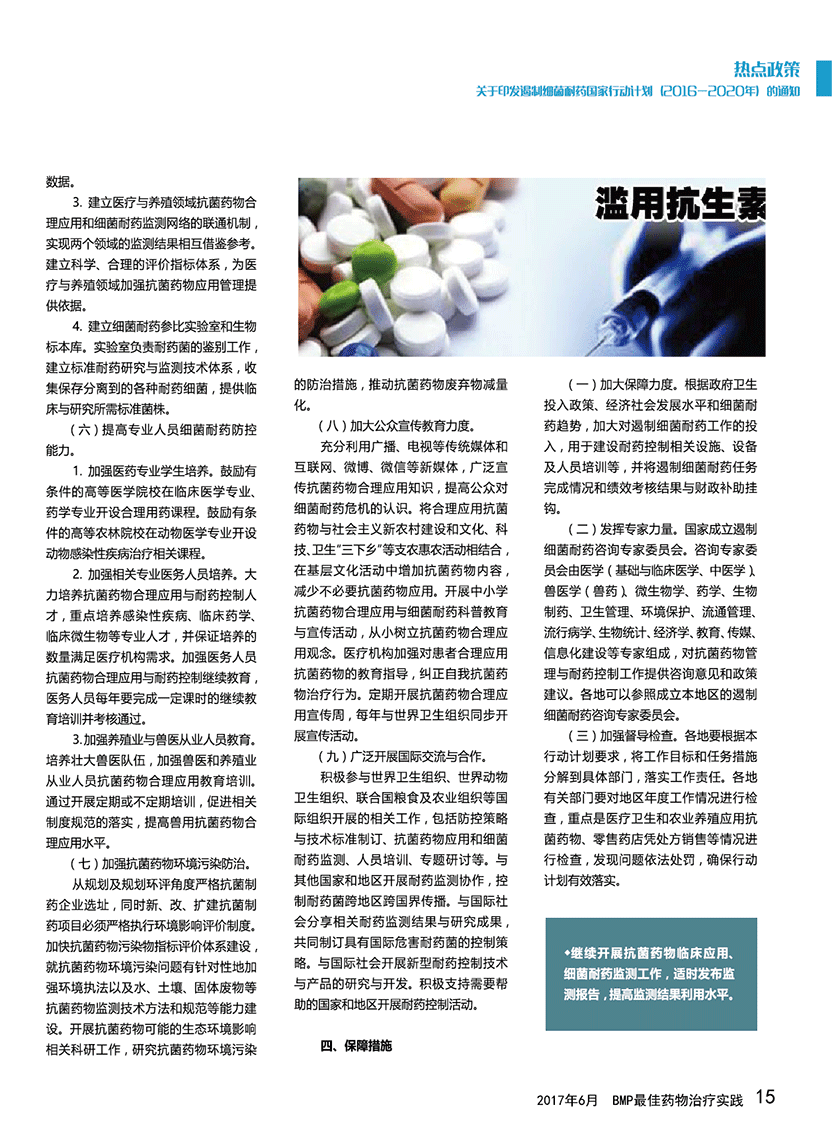 热点政策
关于印发遏制细菌耐药国家行动计划（2016-2020年）的通知
数据。
3. 建立医疗与养殖领域抗菌药物合
理应用和细菌耐药监测网络的联通机制，
实现两个领域的监测结果相互借鉴参考。
建立科学、合理的评价指标体系，为医
疗与养殖领域加强抗菌药物应用管理提
供依据。
4. 建立细菌耐药参比实验室和生物
标本库。实验室负责耐药菌的鉴别工作，
建立标准耐药研究与监测技术体系，收
集保存分离到的各种耐药细菌，提供临
床与研究所需标准菌株。
（六）提高专业人员细菌耐药防控
能力。
1. 加强医药专业学生培养。鼓励有
条件的高等医学院校在临床医学专业、
药学专业开设合理用药课程。鼓励有条
件的高等农林院校在动物医学专业开设
动物感染性疾病治疗相关课程。
2. 加强相关专业医务人员培养。大
力培养抗菌药物合理应用与耐药控制人
才，重点培养感染性疾病、临床药学、
临床微生物等专业人才，并保证培养的
数量满足医疗机构需求。加强医务人员
抗菌药物合理应用与耐药控制继续教育，
医务人员每年要完成一定课时的继续教
育培训并考核通过。
3.加强养殖业与兽医从业人员教育。
培养壮大兽医队伍，加强兽医和养殖业
从业人员抗菌药物合理应用教育培训。
通过开展定期或不定期培训，促进相关
制度规范的落实，提高兽用抗菌药物合
理应用水平。
（七）加强抗菌药物环境污染防治。
从规划及规划环评角度严格抗菌制
药企业选址，同时新、改、扩建抗菌制
药项目必须严格执行环境影响评价制度。
加快抗菌药物污染物指标评价体系建设，
就抗菌药物环境污染问题有针对性地加
强环境执法以及水、土壤、固体废物等
抗菌药物监测技术方法和规范等能力建
设。开展抗菌药物可能的生态环境影响
相关科研工作，研究抗菌药物环境污染
滥用抗生素
的防治措施，推动抗菌药物废弃物减量
化。
（八）加大公众宣传教育力度。
充分利用广播、电视等传统媒体和
互联网、微博、微信等新媒体，广泛宣
传抗菌药物合理应用知识，提高公众对
细菌耐药危机的认识。将合理应用抗菌
药物与社会主义新农村建设和文化、科
技、卫生“三下乡”等支农惠农活动相结合，
在基层文化活动中增加抗菌药物内容，
减少不必要抗菌药物应用。开展中小学
抗菌药物合理应用与细菌耐药科普教育
与宣传活动，从小树立抗菌药物合理应
用观念。医疗机构加强对患者合理应用
抗菌药物的教育指导，纠正自我抗菌药
物治疗行为。定期开展抗菌药物合理应
用宣传周，每年与世界卫生组织同步开
展宣传活动。
（九）广泛开展国际交流与合作。
积极参与世界卫生组织、世界动物
卫生组织、联合国粮食及农业组织等国
际组织开展的相关工作，包括防控策略
与技术标准制订、抗菌药物应用和细菌
耐药监测、人员培训、专题研讨等。与
其他国家和地区开展耐药监测协作，控
制耐药菌跨地区跨国界传播。与国际社
会分享相关耐药监测结果与研究成果，
共同制订具有国际危害耐药菌的控制策
略。与国际社会开展新型耐药控制技术
与产品的研究与开发。积极支持需要帮
助的国家和地区开展耐药控制活动。
四、保障措施
（一）加大保障力度。根据政府卫生
投入政策、经济社会发展水平和细菌耐
药趋势，加大对遏制细菌耐药工作的投
入，用于建设耐药控制相关设施、设备
及人员培训等，并将遏制细菌耐药任务
完成情况和绩效考核结果与财政补助挂
钩。
（二）发挥专家力量。国家成立遏制
细菌耐药咨询专家委员会。咨询专家委
员会由医学（基础与临床医学、中医学）、
兽医学（兽药）、微生物学、药学、生物
制药、卫生管理、环境保护、流通管理、
流行病学、生物统计、经济学、教育、传媒、
信息化建设等专家组成，对抗菌药物管
理与耐药控制工作提供咨询意见和政策
建议。各地可以参照成立本地区的遏制
细菌耐药咨询专家委员会。
（三）加强督导检查。各地要根据本
行动计划要求，将工作目标和任务措施
分解到具体部门，落实工作责任。各地
有关部门要对地区年度工作情况进行检
查，重点是医疗卫生和农业养殖应用抗
菌药物、零售药店凭处方销售等情况进
行检查，发现问题依法处罚，确保行动
计划有效落实。
◆继续开展抗菌药物临床应用、
细菌耐药监测工作，适时发布监
测报告，提高监测结果利用水平。
2017年6月 BMP最佳药物治疗实践 15